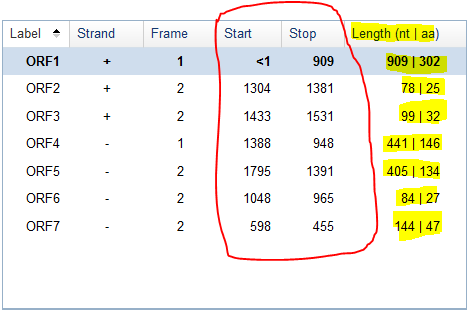 Label Strand Frame Start Stop Length (nt | aa)
ORF1 + 1 <1 909 909 | 302
ORF2 + 2 1304 1381 78 | 25
ORF3 + 2 1433 1531 99 | 32
ORF4 - 1 1388 948 441 | 146
ORF5 - 2 1795 1391 405 | 134
ORF6 - 2 1048 965 84 | 27
ORF7 - 2 598 455 144 | 47